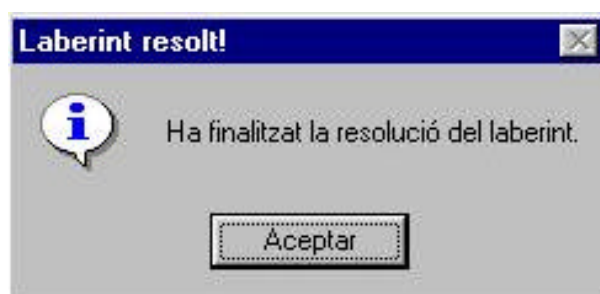 Laberint resolt!
Ha finalitzat la resolució del laberint.
Aceptar